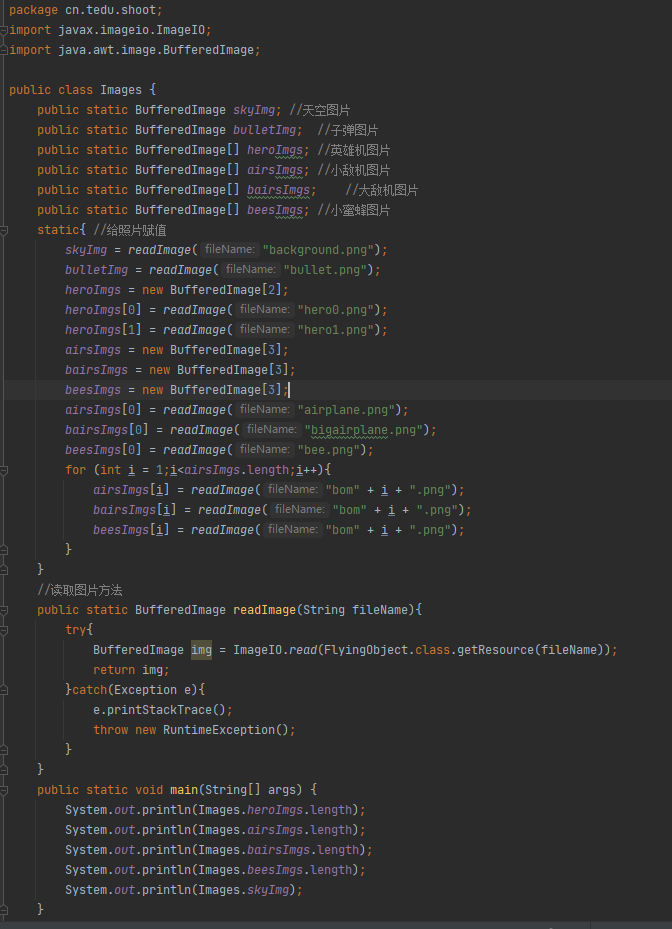 package cn.tedu.shoot;
import javax.imageio.ImageIO;
import java.awt.image.BufferedImage;
public class Images {
public static BufferedImage skyImg; //天空图片
public static BufferedImage bulletImg;  //子弹图片
public static BufferedImage[] heroImgs; //英雄机图片
public static BufferedImage[] airsImgs; //小敌机图片
public static BufferedImage[] bairsImgs;    //大敌机图片
public static BufferedImage[] beesImgs; //小蜜蜂图片
static{ //给照片赋值
skyImg = readImage( fileName: "background.png");
bulletImg = readImage( fileName: "bullet.png");
heroImgs = new BufferedImage[2];
heroImgs[0] = readImage( fileName: "hero0.png");
heroImgs[1] = readImage( fileName: "hero1.png");
airsImgs = new BufferedImage[3];
bairsImgs = new BufferedImage[3];
beesImgs = new BufferedImage[3];
airsImgs[0] = readImage( fileName: "airplane.png");
bairsImgs[0] = readImage( fileName: "bigairplane.png");
beesImgs[0] = readImage( fileName: "bee.png");
for (int i = 1;i<airsImgs.length;i++){
airsImgs[i] = readImage( fileName: "bom" + i + ".png");
bairsImgs[i] = readImage( fileName: "bom" + i + ".png");
beesImgs[i] = readImage( fileName: "bom" + i + ".png");
}
}
//读取图片方法
public static BufferedImage readImage(String fileName){
try{
BufferedImage img = ImageIO.read(FlyingObject.class.getResource(fileName));
return img;
}catch(Exception e){
e.printStackTrace();
throw new RuntimeException();
}
}
public static void main(String[] args) {
System.out.println(Images.heroImgs.length);
System.out.println(Images.airsImgs.length);
System.out.println(Images.bairsImgs.length);
System.out.println(Images.beesImgs.length);
System.out.println(Images.skyImg);
}